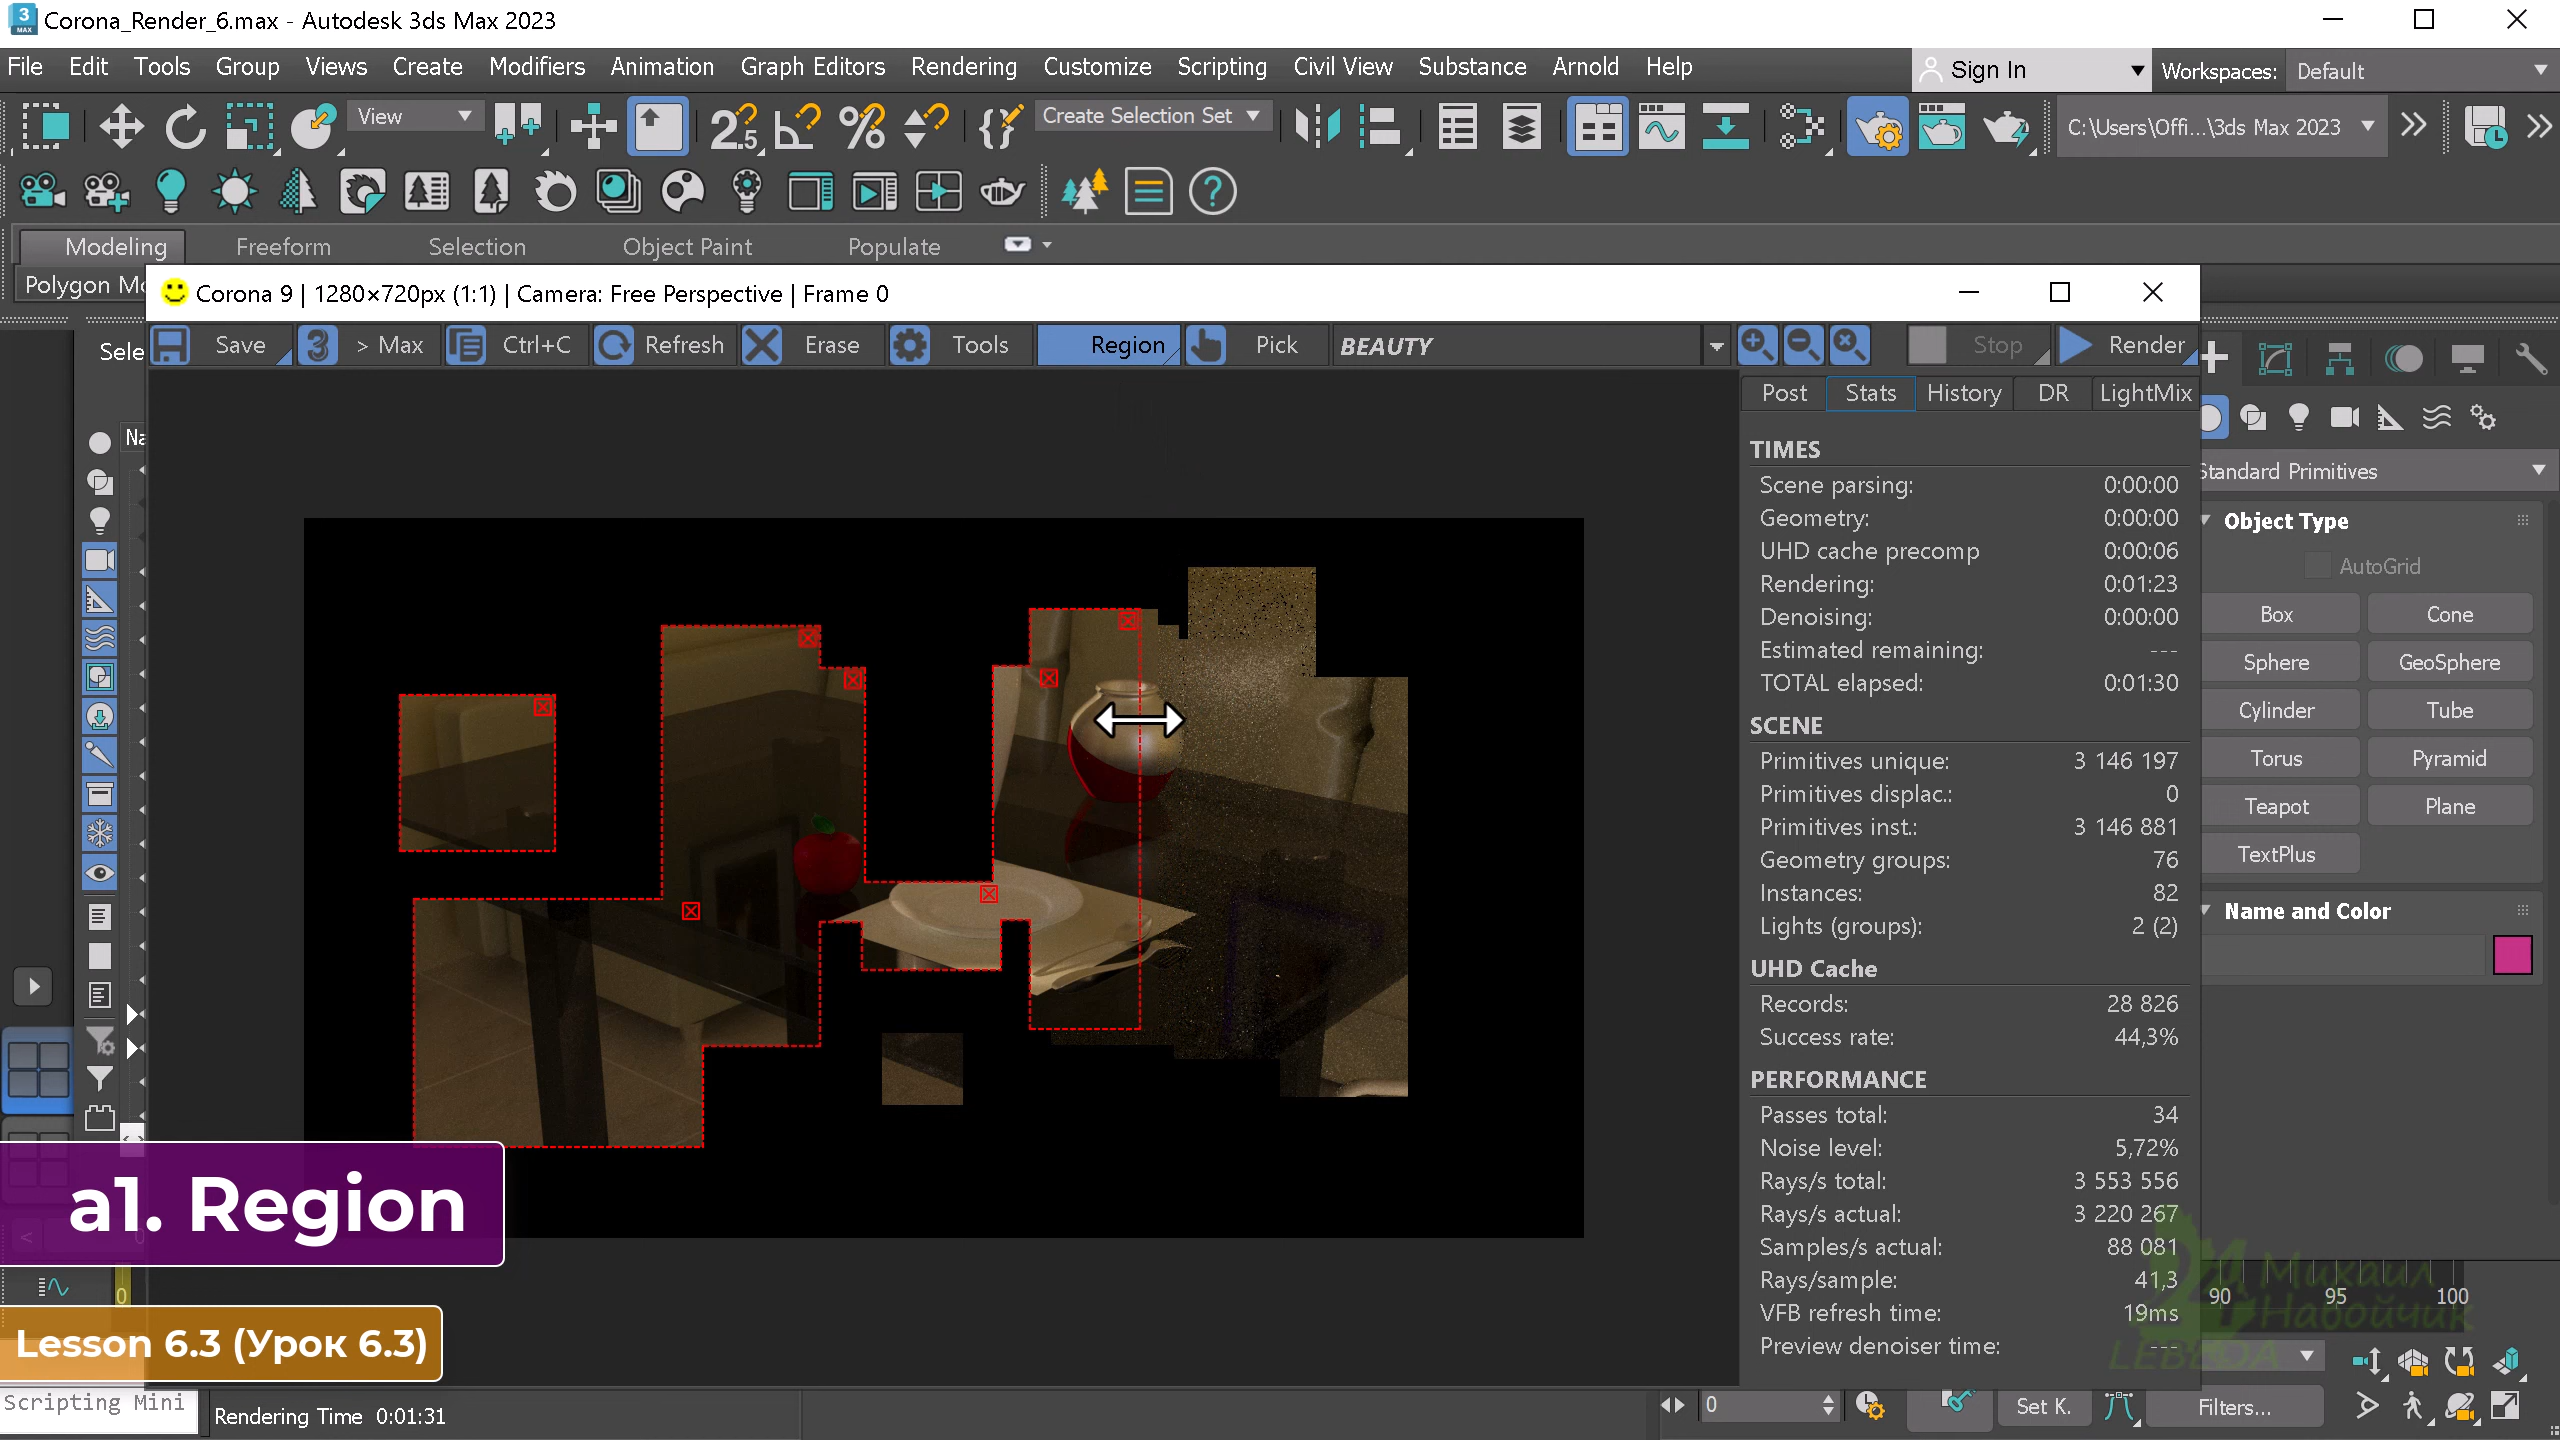 Corona_Render_6.max - Autodesk 3ds Max 2023
File Edit Tools Group Views Create Modifiers Animation Graph Editors Rendering Customize Scripting Civil View Substance Arnold Help Sign In Workspaces: Default
View 2.5 Create Selection Set C:\Users\Offi...\3ds Max 2023
Modeling Freeform Selection Object Paint Populate
Polygon Mo
Corona 9 | 1280×720px (1:1) | Camera: Free Perspective | Frame 0
Sele
Save 3 > Max Ctrl+C Refresh Erase Tools Region Pick BEAUTY Stop Render
Post Stats History DR LightMix
Na
TIMES
Scene parsing: 0:00:00
Geometry: 0:00:00
UHD cache precomp 0:00:06
Rendering: 0:01:23
Denoising: 0:00:00
Estimated remaining: ---
TOTAL elapsed: 0:01:30
SCENE
Primitives unique: 3 146 197
Primitives displac.: 0
Primitives inst.: 3 146 881
Geometry groups: 76
Instances: 82
Lights (groups): 2 (2)
UHD Cache
Records: 28 826
Success rate: 44,3%
PERFORMANCE
Passes total: 34
Noise level: 5,72%
Rays/s total: 3 553 556
Rays/s actual: 3 220 267
Samples/s actual: 88 081
Rays/sample: 41,3
VFB refresh time: 19ms
Preview denoiser time: ---
Standard Primitives
Object Type
AutoGrid
Box Cone
Sphere GeoSphere
Cylinder Tube
Torus Pyramid
Teapot Plane
TextPlus
Name and Color
a1. Region
0
Lesson 6.3 (Урок 6.3)
Михаил
Набойчик
LEBEDA
90 95 100
Scripting Mini
Rendering Time 0:01:31
0 Set K. Filters...